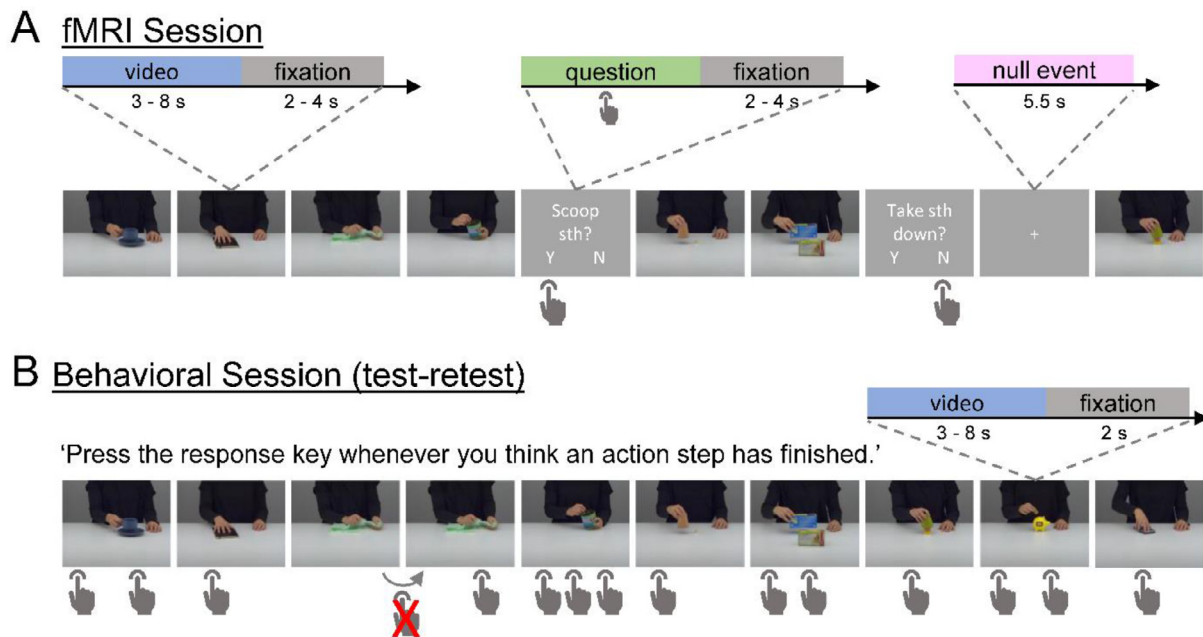 A fMRI Session
video fixation question fixation null event
3 - 8 s 2 - 4 s 2 - 4 s 5.5 s
Scoop
sth?
Y N
Take sth
down?
Y N
+
B Behavioral Session (test-retest)
video fixation
3 - 8 s 2 s
‘Press the response key whenever you think an action step has finished.’
X